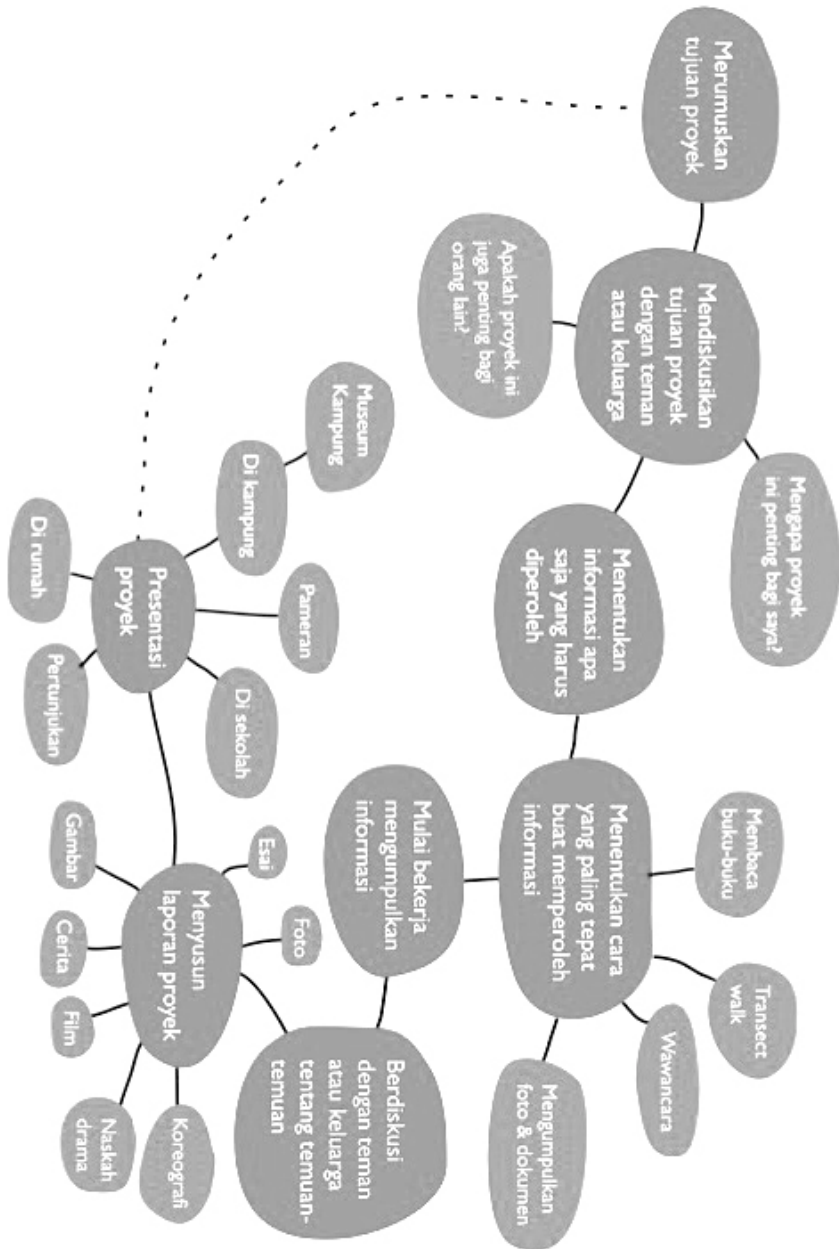 Merumuskan
tujuan proyek
Mendiskusikan
tujuan proyek
dengan teman
atau keluarga
Mengapa proyek
ini penting bagi saya?
Apakah proyek ini
juga penting bagi
orang lain?
Menentukan
informasi apa
saja yang harus
diperoleh
Menentukan cara
yang paling tepat
buat memperoleh
informasi
Membaca
buku-buku
Transect
walk
Wawancara
Mengumpulkan
foto & dokumen
Mulai bekerja
mengumpulkan
informasi
Berdiskusi
dengan teman
atau keluarga
tentang temuan-
temuan
Menyusun
laporan proyek
Esai
Foto
Gambar
Cerita
Film
Naskah
drama
Koreografi
Presentasi
proyek
Museum
Kampung
Di kampung
Pameran
Di sekolah
Di rumah
Pertunjukan